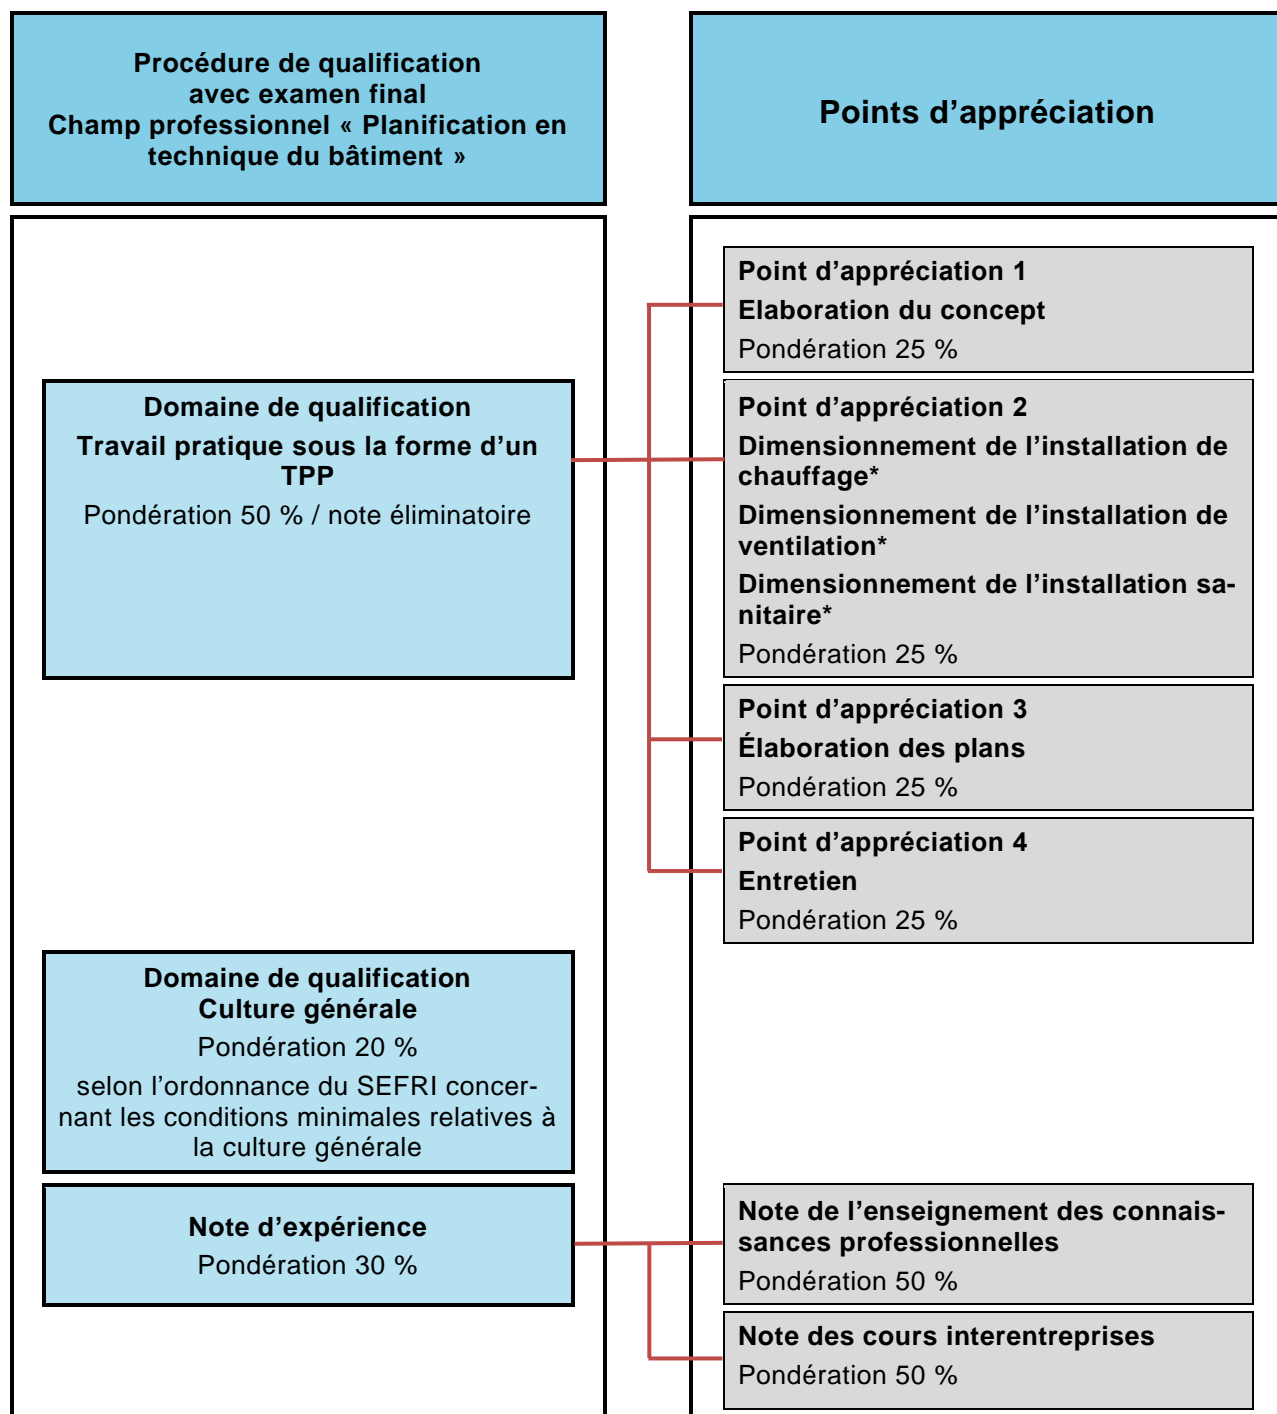 Procédure de qualification
avec examen final
Champ professionnel « Planification en
technique du bâtiment »
Points d’appréciation
Domaine de qualification
Travail pratique sous la forme d’un
TPP
Pondération 50 % / note éliminatoire
Point d’appréciation 1
Elaboration du concept
Pondération 25 %
Point d’appréciation 2
Dimensionnement de l’installation de
chauffage*
Dimensionnement de l’installation de
ventilation*
Dimensionnement de l’installation sa-
nitaire*
Pondération 25 %
Point d’appréciation 3
Élaboration des plans
Pondération 25 %
Point d’appréciation 4
Entretien
Pondération 25 %
Domaine de qualification
Culture générale
Pondération 20 %
selon l’ordonnance du SEFRI concer-
nant les conditions minimales relatives à
la culture générale
Note d’expérience
Pondération 30 %
Note de l’enseignement des connais-
sances professionnelles
Pondération 50 %
Note des cours interentreprises
Pondération 50 %